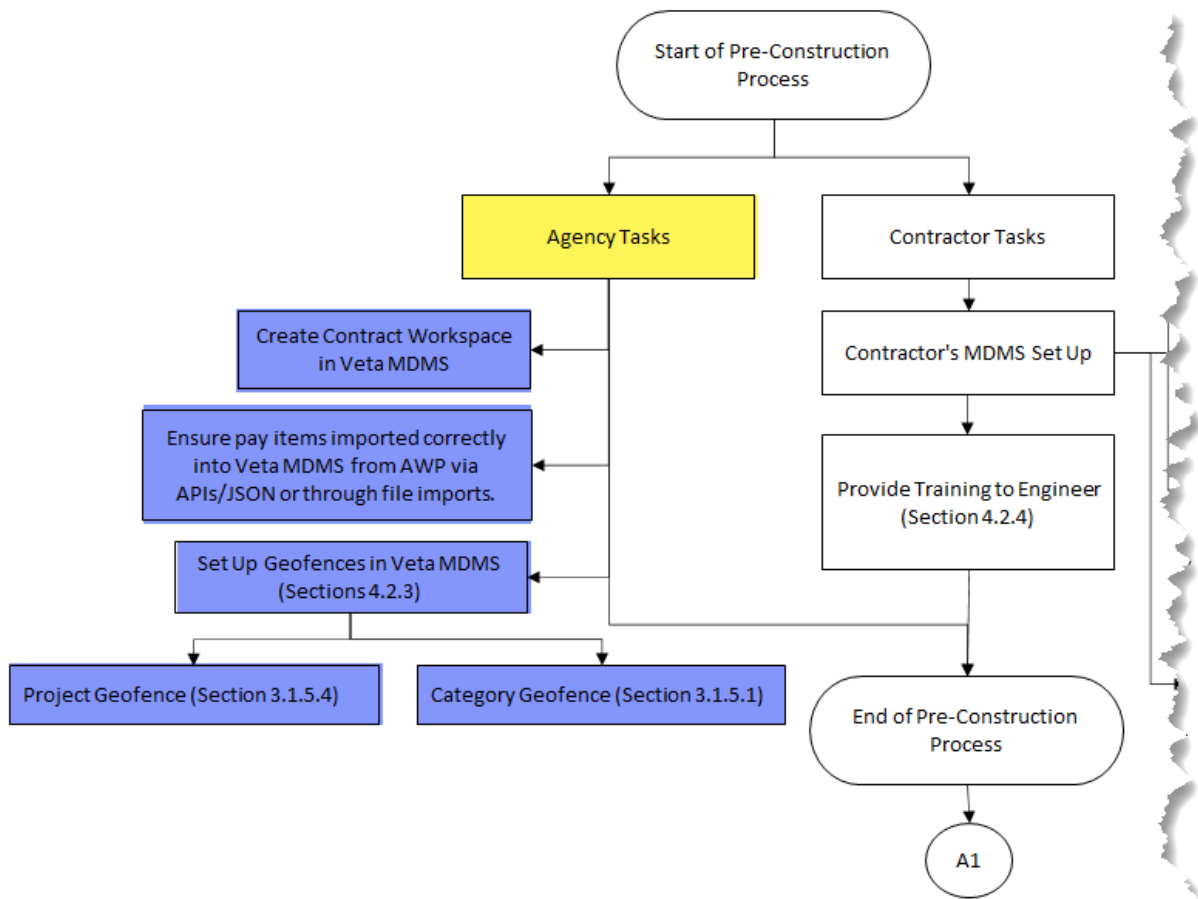 Start of Pre-Construction
Process
Agency Tasks
Contractor Tasks
Create Contract Workspace
in Veta MDMS
Contractor's MDMS Set Up
Ensure pay items imported correctly
into Veta MDMS from AWP via
APIs/JSON or through file imports.
Provide Training to Engineer
(Section 4.2.4)
Set Up Geofences in Veta MDMS
(Sections 4.2.3)
Project Geofence (Section 3.1.5.4)
Category Geofence (Section 3.1.5.1)
End of Pre-Construction
Process
A1